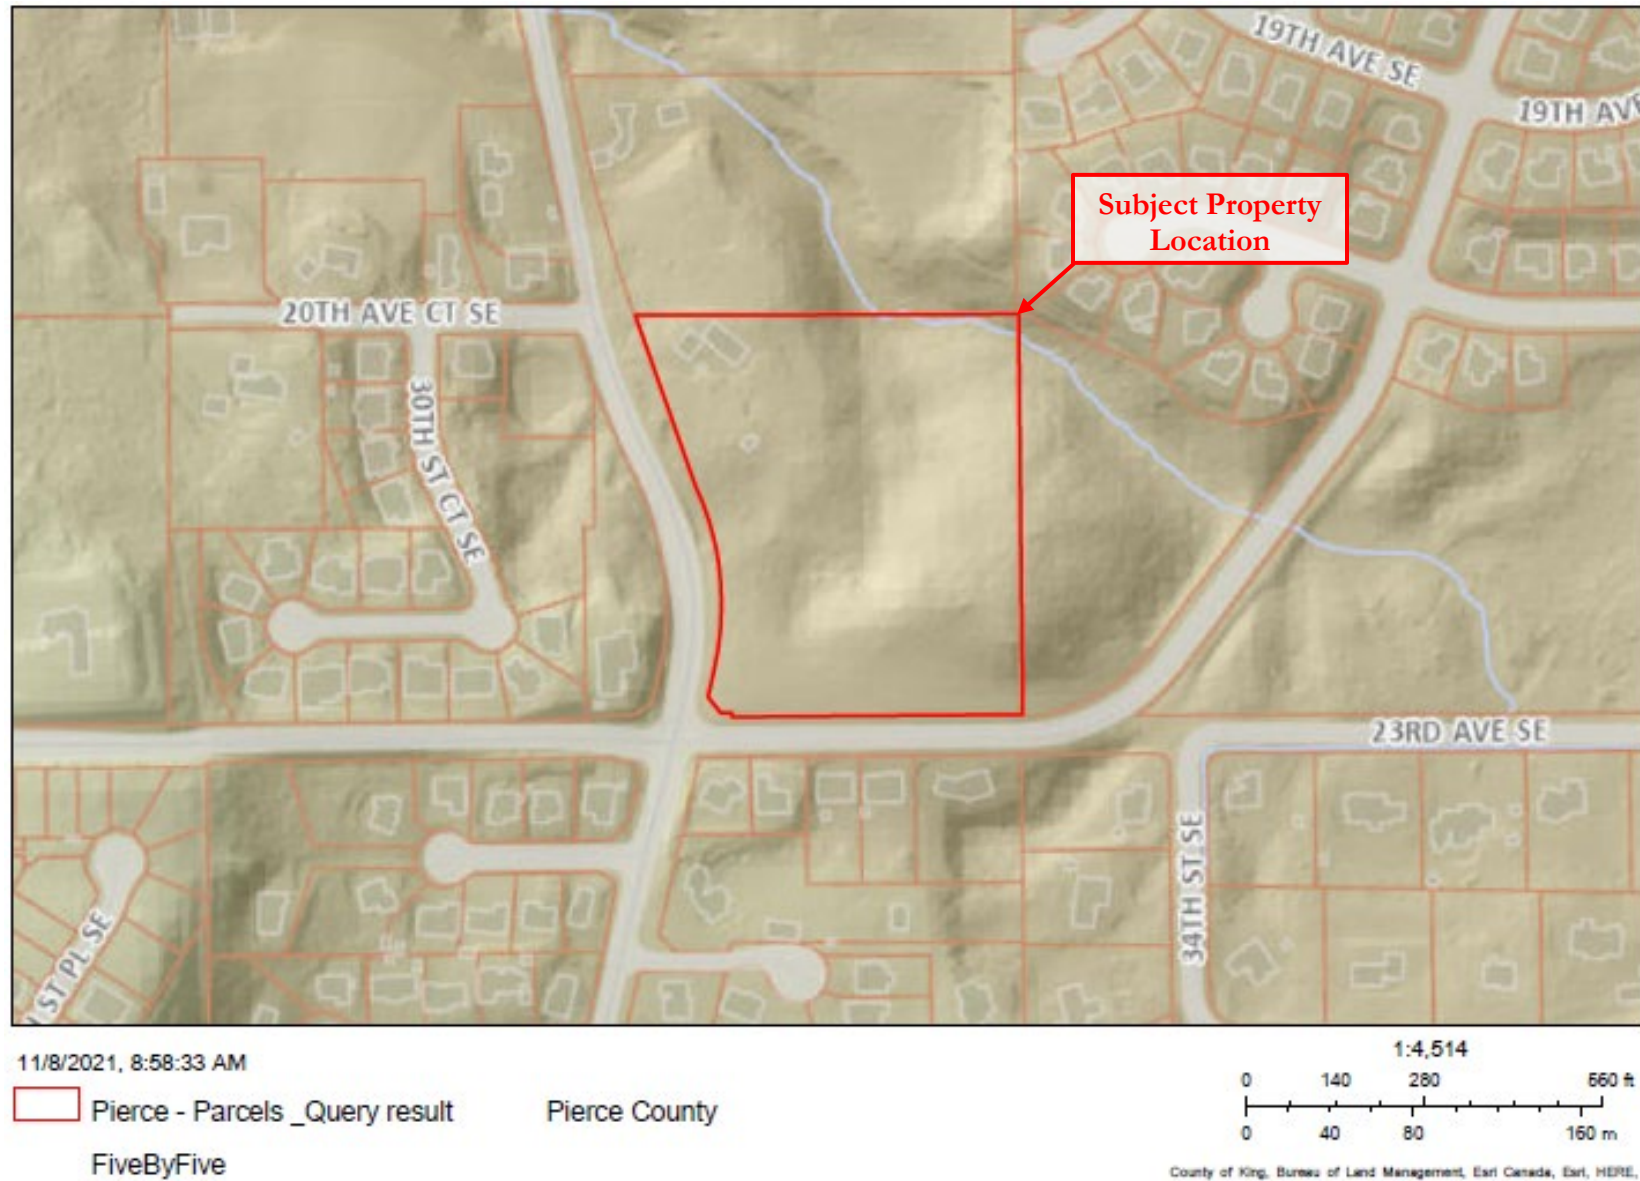 19TH AVE SE
19TH AVE
Subject Property
Location
20TH AVE CT SE
30TH ST CT SE
23RD AVE SE
34TH ST SE
ST PL SE
11/8/2021, 8:58:33 AM
1:4,514
0 140 280 560 ft
0 40 80 160 m
Pierce - Parcels _Query result
Pierce County
FiveByFive
County of King, Bureau of Land Management, Esri Canada, Esri, HERE,